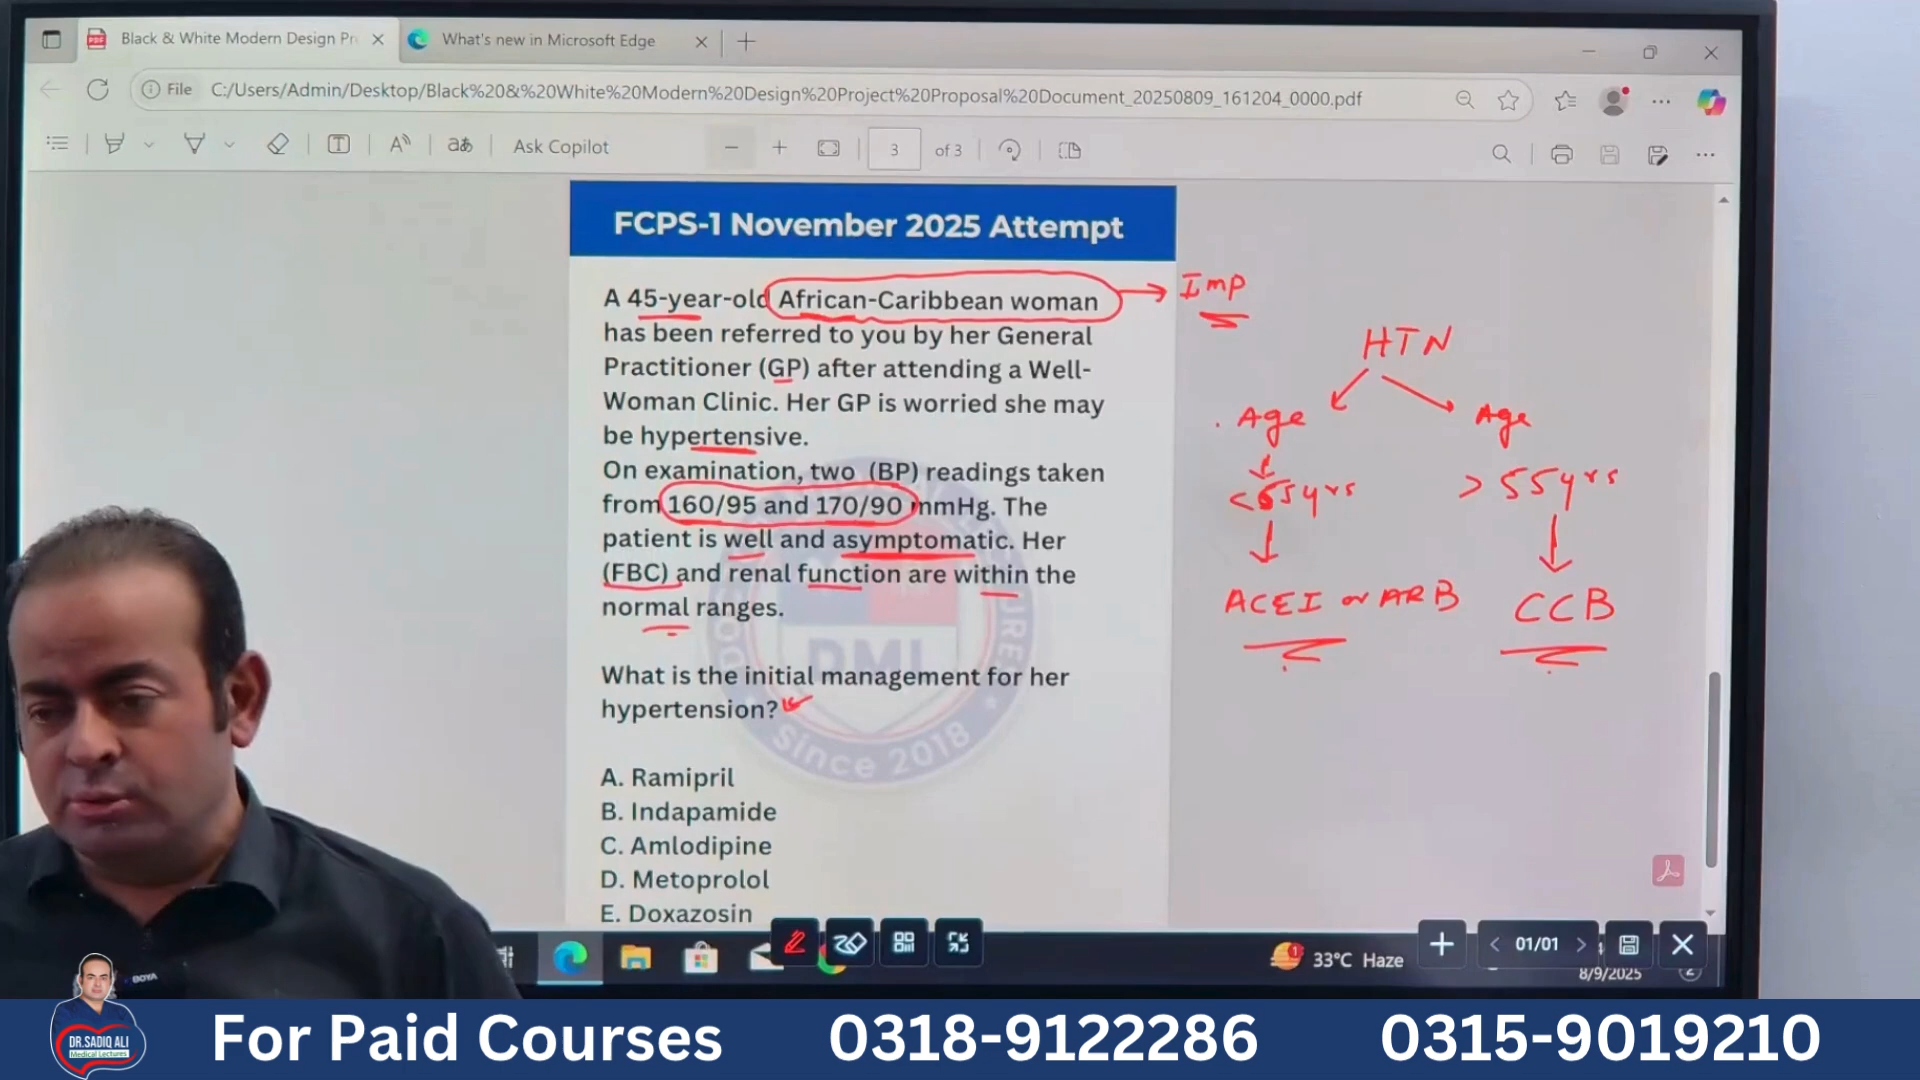 Black & White Modern Design Pr
What's new in Microsoft Edge
File
C:/Users/Admin/Desktop/Black%20&%20White%20Modern%20Design%20Project%20Proposal%20Document_20250809_161204_0000.pdf
Ask Copilot
3
of 3
FCPS-1 November 2025 Attempt
A 45-year-old African-Caribbean woman
has been referred to you by her General
Practitioner (GP) after attending a Well-
Woman Clinic. Her GP is worried she may
be hypertensive.
On examination, two (BP) readings taken
from 160/95 and 170/90 mmHg. The
patient is well and asymptomatic. Her
(FBC) and renal function are within the
normal ranges.
What is the initial management for her
hypertension?
A. Ramipril
B. Indapamide
C. Amlodipine
D. Metoprolol
E. Doxazosin
Imp
HTN
Age
Age
<55yrs
>55yrs
ACEI or ARB
CCB
DMJ
Since 2018
33°C Haze
01/01
8/9/2025
BOYA
DR.SADIQ ALI
Medical Lectures
For Paid Courses
0318-9122286
0315-9019210